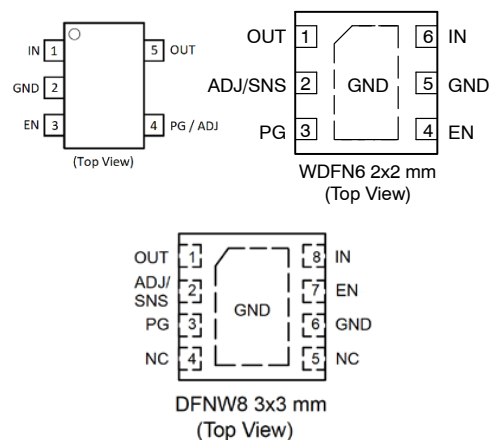 IN 1 5 OUT
GND 2
EN 3 4 PG / ADJ
(Top View)
OUT 1 6 IN
ADJ/SNS 2 GND 5 GND
PG 3 4 EN
WDFN6 2x2 mm
(Top View)
OUT 1 8 IN
ADJ/
SNS 2 7 EN
GND
PG 3 6 GND
NC 4 5 NC
DFNW8 3x3 mm
(Top View)